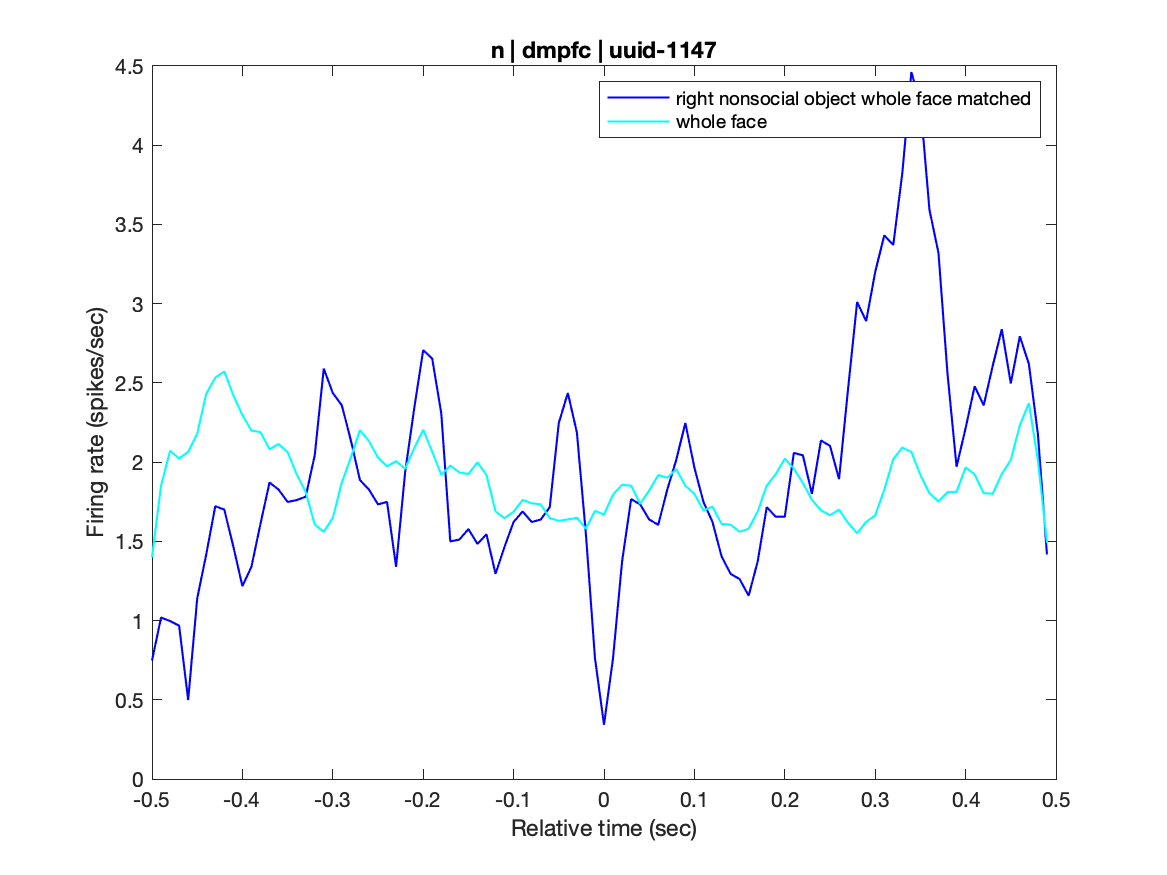 n | dmpfc | uuid-1147
right nonsocial object whole face matched
whole face
Firing rate (spikes/sec)
4.5
4
3.5
3
2.5
2
1.5
1
0.5
0
-0.5 -0.4 -0.3 -0.2 -0.1 0 0.1 0.2 0.3 0.4 0.5
Relative time (sec)